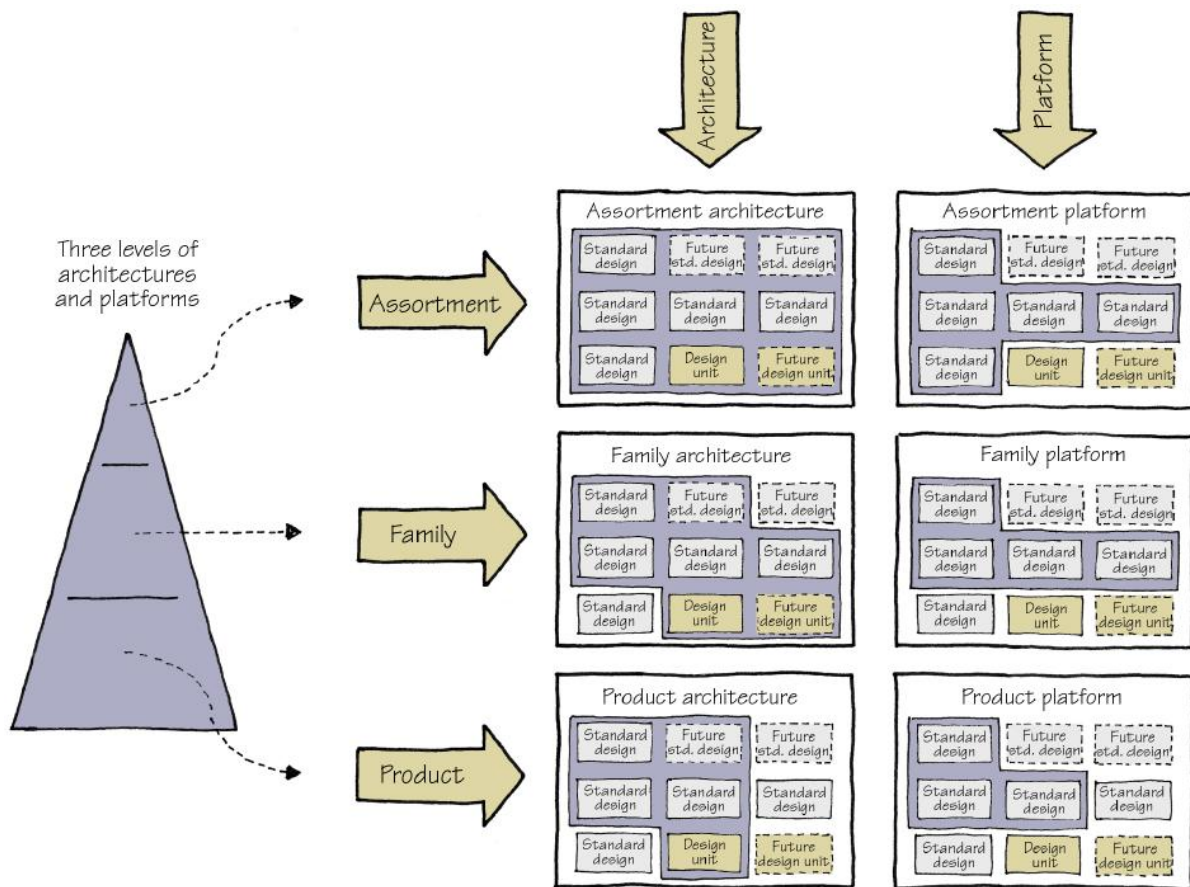 Architecture
Platform
Three levels of
architectures
and platforms
Assortment
Assortment architecture
Standard
design
Future
std. design
Future
std. design
Standard
design
Standard
design
Standard
design
Standard
design
Design
unit
Future
design unit
Assortment platform
Standard
design
Future
std. design
Future
std. design
Standard
design
Standard
design
Standard
design
Standard
design
Design
unit
Future
design unit
Family
Family architecture
Standard
design
Future
std. design
Future
std. design
Standard
design
Standard
design
Standard
design
Standard
design
Design
unit
Future
design unit
Family platform
Standard
design
Future
std. design
Future
std. design
Standard
design
Standard
design
Standard
design
Standard
design
Design
unit
Future
design unit
Product
Product architecture
Standard
design
Future
std. design
Future
std. design
Standard
design
Standard
design
Standard
design
Standard
design
Design
unit
Future
design unit
Product platform
Standard
design
Future
std. design
Future
std. design
Standard
design
Standard
design
Standard
design
Standard
design
Design
unit
Future
design unit